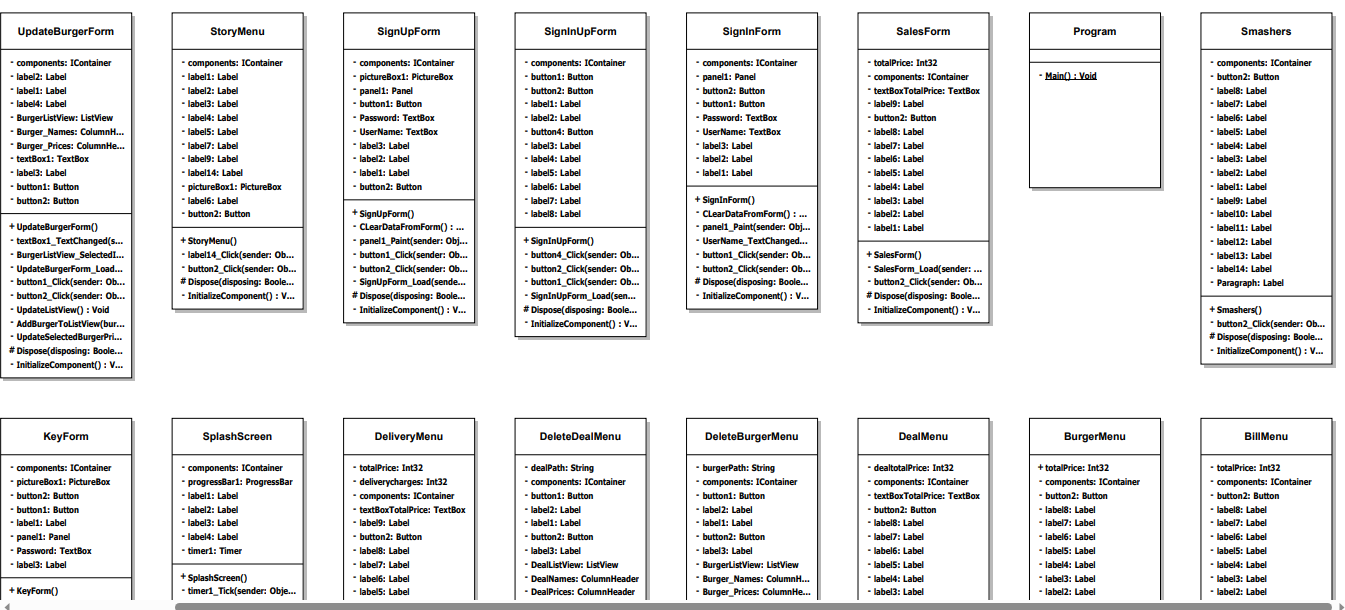 UpdateBurgerForm
- components: IContainer
- label2: Label
- label1: Label
- label4: Label
- BurgerListView: ListView
- Burger_Names: ColumnH...
- Burger_Prices: ColumnHe...
- textBox1: TextBox
- label3: Label
- button1: Button
- button2: Button
+ UpdateBurgerForm()
- textBox1_TextChanged(s...
- BurgerListView_SelectedI...
- UpdateBurgerForm_Load...
- button1_Click(sender: Ob...
- button2_Click(sender: Ob...
- UpdateListView() : Void
- AddBurgerToListView(bur...
- UpdateSelectedBurgerPri...
# Dispose(disposing: Boole...
- InitializeComponent() : V...
StoryMenu
- components: IContainer
- label1: Label
- label2: Label
- label3: Label
- label4: Label
- label5: Label
- label7: Label
- label9: Label
- label14: Label
- pictureBox1: PictureBox
- label6: Label
- button2: Button
+ StoryMenu()
- label14_Click(sender: Ob...
- button2_Click(sender: Ob...
# Dispose(disposing: Boole...
- InitializeComponent() : V...
SignUpForm
- components: IContainer
- pictureBox1: PictureBox
- panel1: Panel
- button1: Button
- Password: TextBox
- UserName: TextBox
- label3: Label
- label2: Label
- label1: Label
- button2: Button
+ SignUpForm()
- CLearDataFromForm() : ...
- panel1_Paint(sender: Obj...
- button1_Click(sender: Ob...
- button2_Click(sender: Ob...
- SignUpForm_Load(sende...
# Dispose(disposing: Boole...
- InitializeComponent() : V...
SignInUpForm
- components: IContainer
- button1: Button
- button2: Button
- label1: Label
- label2: Label
- button4: Button
- label3: Label
- label4: Label
- label5: Label
- label6: Label
- label7: Label
- label8: Label
+ SignInUpForm()
- button4_Click(sender: Ob...
- button2_Click(sender: Ob...
- button1_Click(sender: Ob...
- SignInUpForm_Load(sen...
# Dispose(disposing: Boole...
- InitializeComponent() : V...
SignInForm
- components: IContainer
- panel1: Panel
- button2: Button
- button1: Button
- Password: TextBox
- UserName: TextBox
- label3: Label
- label2: Label
- label1: Label
+ SignInForm()
- CLearDataFromForm() : ...
- panel1_Paint(sender: Obj...
- UserName_TextChanged...
- button1_Click(sender: Ob...
- button2_Click(sender: Ob...
# Dispose(disposing: Boole...
- InitializeComponent() : V...
SalesForm
- totalPrice: Int32
- components: IContainer
- textBoxTotalPrice: TextBox
- label9: Label
- button2: Button
- label8: Label
- label7: Label
- label6: Label
- label5: Label
- label4: Label
- label3: Label
- label2: Label
- label1: Label
+ SalesForm()
- SalesForm_Load(sender: ...
- button2_Click(sender: Ob...
# Dispose(disposing: Boole...
- InitializeComponent() : V...
Program
- Main() : Void
Smashers
- components: IContainer
- button2: Button
- label8: Label
- label7: Label
- label6: Label
- label5: Label
- label4: Label
- label3: Label
- label2: Label
- label1: Label
- label9: Label
- label10: Label
- label11: Label
- label12: Label
- label13: Label
- label14: Label
- Paragraph: Label
+ Smashers()
- button2_Click(sender: Ob...
# Dispose(disposing: Boole...
- InitializeComponent() : V...
KeyForm
- components: IContainer
- pictureBox1: PictureBox
- button2: Button
- button1: Button
- label1: Label
- panel1: Panel
- Password: TextBox
- label3: Label
+ KeyForm()
SplashScreen
- components: IContainer
- progressBar1: ProgressBar
- label1: Label
- label2: Label
- label3: Label
- label4: Label
- timer1: Timer
+ SplashScreen()
- timer1_Tick(sender: Obje...
DeliveryMenu
- totalPrice: Int32
- deliverycharges: Int32
- components: IContainer
- textBoxTotalPrice: TextBox
- label9: Label
- button2: Button
- label8: Label
- label7: Label
- label6: Label
- label5: Label
DeleteDealMenu
- dealPath: String
- components: IContainer
- button1: Button
- label2: Label
- label1: Label
- button2: Button
- label3: Label
- DealListView: ListView
- DealNames: ColumnHeader
- DealPrices: ColumnHeader
DeleteBurgerMenu
- burgerPath: String
- components: IContainer
- button1: Button
- label2: Label
- label1: Label
- button2: Button
- label3: Label
- BurgerListView: ListView
- Burger_Names: ColumnH...
- Burger_Prices: ColumnHe...
DealMenu
- dealtotalPrice: Int32
- components: IContainer
- textBoxTotalPrice: TextBox
- button2: Button
- label8: Label
- label7: Label
- label6: Label
- label5: Label
- label4: Label
- label3: Label
BurgerMenu
+ totalPrice: Int32
- components: IContainer
- button2: Button
- label8: Label
- label7: Label
- label6: Label
- label5: Label
- label4: Label
- label3: Label
- label2: Label
BillMenu
- totalPrice: Int32
- components: IContainer
- button2: Button
- label8: Label
- label7: Label
- label6: Label
- label5: Label
- label4: Label
- label3: Label
- label2: Label